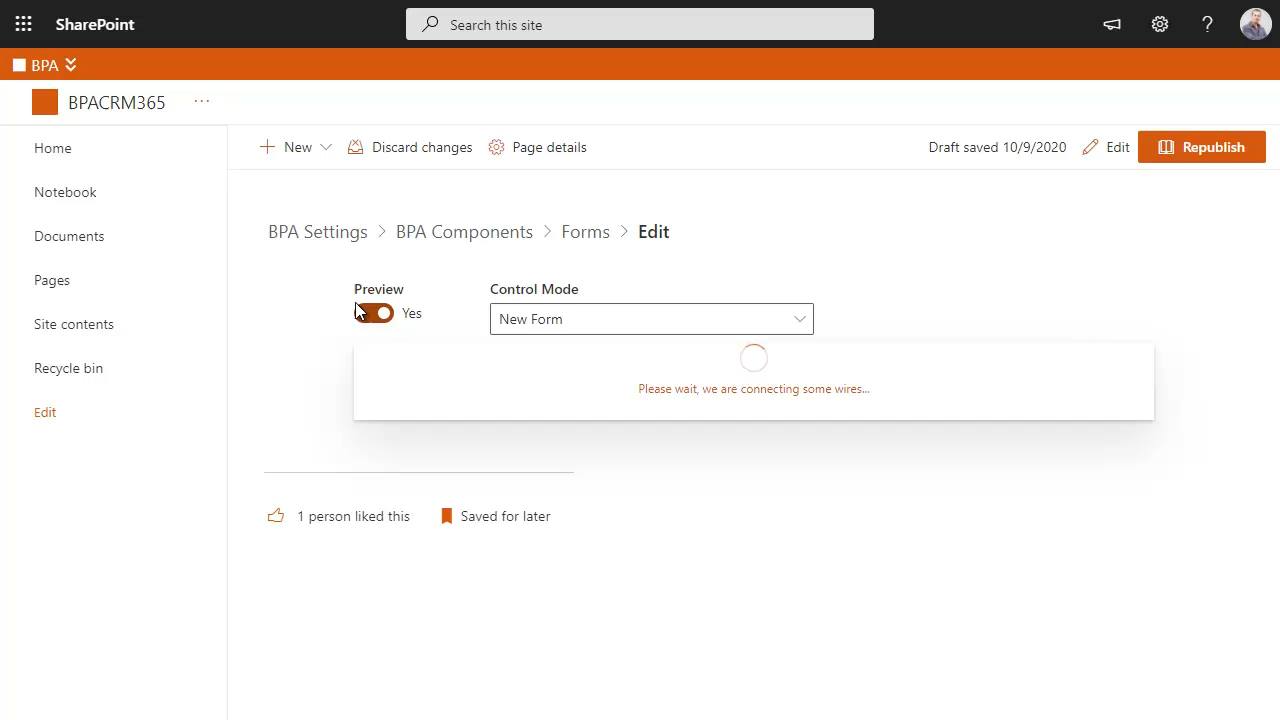 SharePoint
Search this site
BPA
BPACRM365
Home
Notebook
Documents
Pages
Site contents
Recycle bin
Edit
New
Discard changes
Page details
Draft saved 10/9/2020
Edit
Republish
BPA Settings > BPA Components > Forms > Edit
Preview
Yes
Control Mode
New Form
Please wait, we are connecting some wires...
1 person liked this
Saved for later